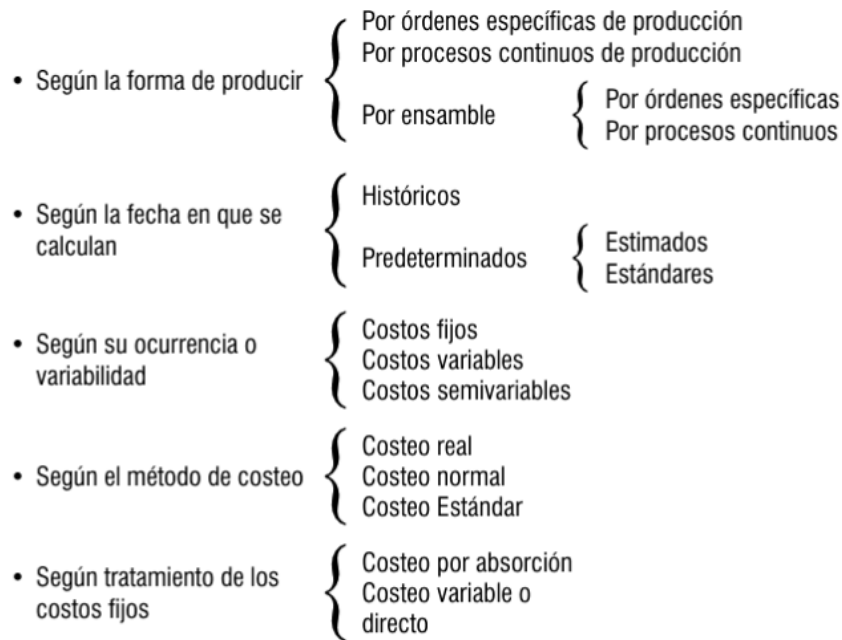 Por órdenes específicas de producción
Por procesos continuos de producción
• Según la forma de producir
Por ensamble
Por órdenes específicas
Por procesos continuos
Históricos
• Según la fecha en que se
calculan
Predeterminados
Estimados
Estándares
• Según su ocurrencia o
variabilidad
Costos fijos
Costos variables
Costos semivariables
• Según el método de costeo
Costeo real
Costeo normal
Costeo Estándar
• Según tratamiento de los
costos fijos
Costeo por absorción
Costeo variable o
directo